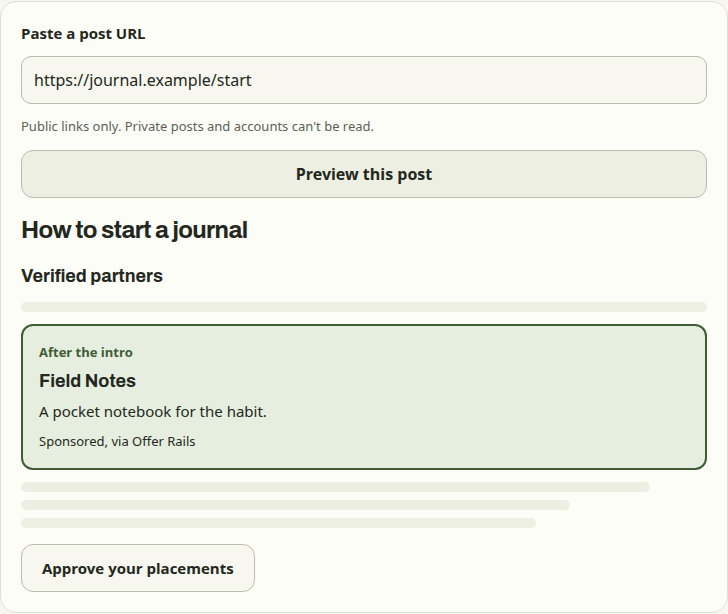 Paste a post URL
https://journal.example/start
Public links only. Private posts and accounts can't be read.
Preview this post
How to start a journal
Verified partners
After the intro
Field Notes
A pocket notebook for the habit.
Sponsored, via Offer Rails
Approve your placements